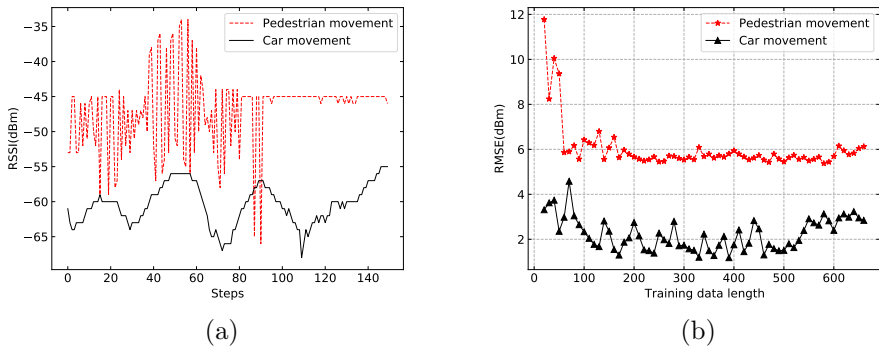 Pedestrian movement
Car movement
−35
−40
−45
−50
−55
−60
−65
RSSI(dBm)
0 20 40 60 80 100 120 140
Steps
(a)
Pedestrian movement
Car movement
12
10
8
6
4
2
RMSE(dBm)
0 100 200 300 400 500 600
Training data length
(b)